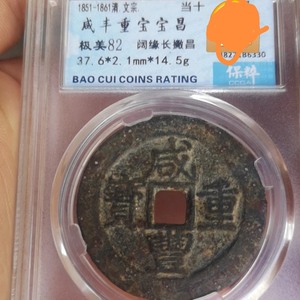 1851-1861清 文宗 当十
咸丰重宝宝昌
极美82 阔缘长搬昌
37.6*2.1mm*14.5g
保粹
BAO CUI COINS RATING
咸
寶 重
豐